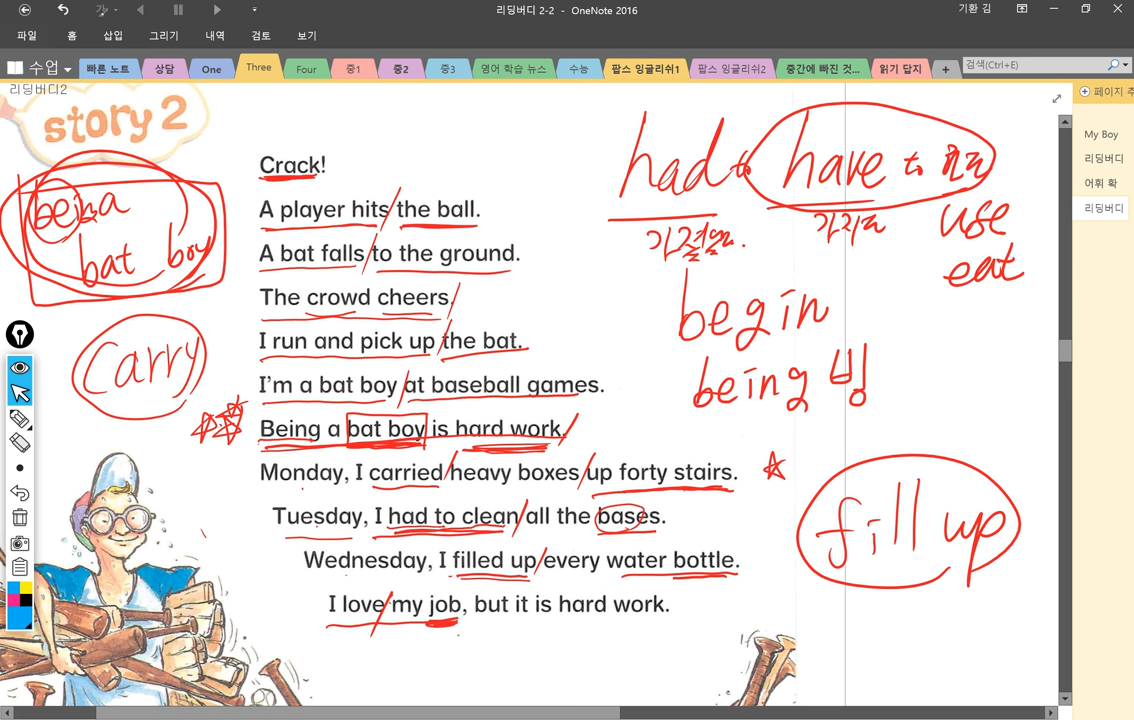 리딩버디 2-2 - OneNote 2016
기환 김
파일 홈 삽입 그리기 내역 검토 보기
수업 빠른 노트 상담 One Three Four 중1 중2 중3 영어 학습 뉴스 수능 팝스 잉글리쉬1 팝스 잉글리쉬2 중간에 빠진 것... 읽기 답지 + 검색(Ctrl+E)
리딩버디2
페이지 추
My Boy
리딩버디
어휘 확
리딩버디
story 2
Crack!
A player hits/the ball.
A bat falls/to the ground.
The crowd cheers/
I run and pick up/the bat.
I'm a bat boy/at baseball games.
Being a bat boy is hard work/
Monday, I carried/heavy boxes/up forty stairs.
Tuesday, I had to clean/all the bases.
Wednesday, I filled up/every water bottle.
I love/my job, but it is hard work.
being a
bat boy
Carry
had to have to
가지다
use
eat
begin
being 빙
fill up